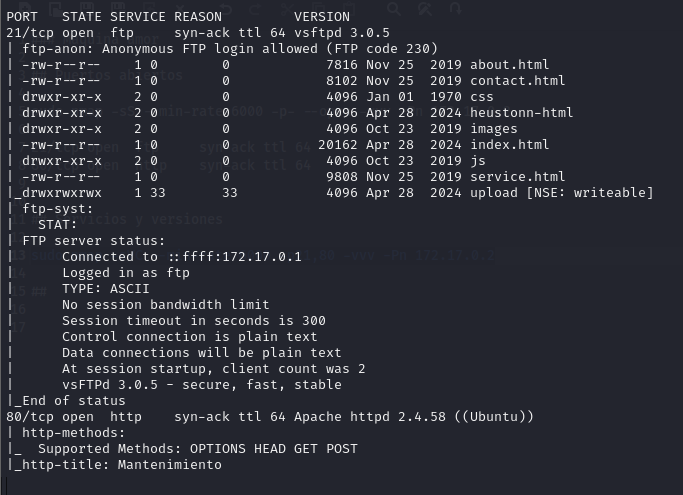 PORT   STATE SERVICE REASON         VERSION
21/tcp open  ftp     syn-ack ttl 64 vsftpd 3.0.5
| ftp-anon: Anonymous FTP login allowed (FTP code 230)
| -rw-r--r--    1 0        0            7816 Nov 25  2019 about.html
| -rw-r--r--    1 0        0            8102 Nov 25  2019 contact.html
| drwxr-xr-x    2 0        0            4096 Jan 01  1970 css
| drwxr-xr-x    2 0        0            4096 Apr 28  2024 heustonn-html
| drwxr-xr-x    2 0        0            4096 Oct 23  2019 images
| -rw-r--r--    1 0        0           20162 Apr 28  2024 index.html
| drwxr-xr-x    2 0        0            4096 Oct 23  2019 js
| -rw-r--r--    1 0        0            9808 Nov 25  2019 service.html
|_drwxrwxrwx    1 33       33           4096 Apr 28  2024 upload [NSE: writeable]
| ftp-syst:
|   STAT:
| FTP server status:
|      Connected to ::ffff:172.17.0.1
|      Logged in as ftp
|      TYPE: ASCII
|      No session bandwidth limit
|      Session timeout in seconds is 300
|      Control connection is plain text
|      Data connections will be plain text
|      At session startup, client count was 2
|      vsFTPd 3.0.5 - secure, fast, stable
|_End of status
80/tcp open  http    syn-ack ttl 64 Apache httpd 2.4.58 ((Ubuntu))
| http-methods:
|_  Supported Methods: OPTIONS HEAD GET POST
|_http-title: Mantenimiento